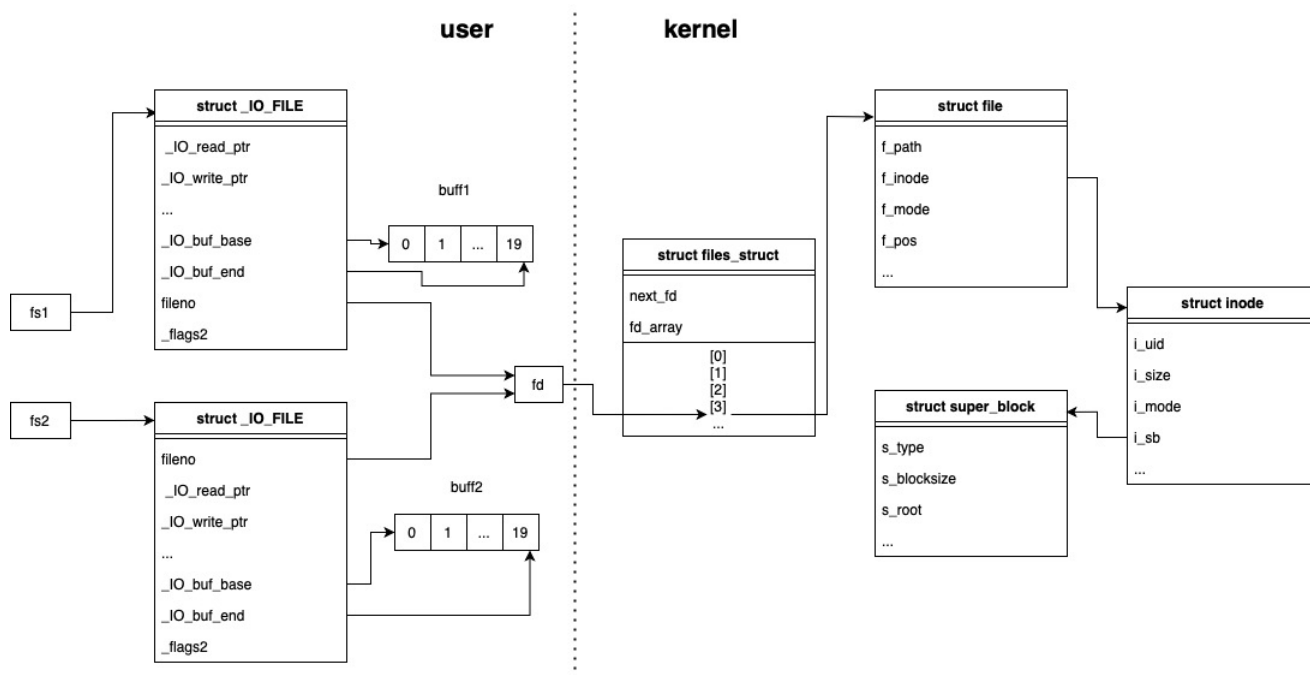 user
kernel
struct _IO_FILE
_IO_read_ptr
_IO_write_ptr
...
_IO_buf_base
_IO_buf_end
fileno
_flags2
fs1
buff1
0 1 ... 19
fs2
struct _IO_FILE
fileno
_IO_read_ptr
_IO_write_ptr
...
_IO_buf_base
_IO_buf_end
_flags2
buff2
0 1 ... 19
fd
struct files_struct
next_fd
fd_array
[0]
[1]
[2]
[3]
...
struct file
f_path
f_inode
f_mode
f_pos
...
struct inode
i_uid
i_size
i_mode
i_sb
...
struct super_block
s_type
s_blocksize
s_root
...